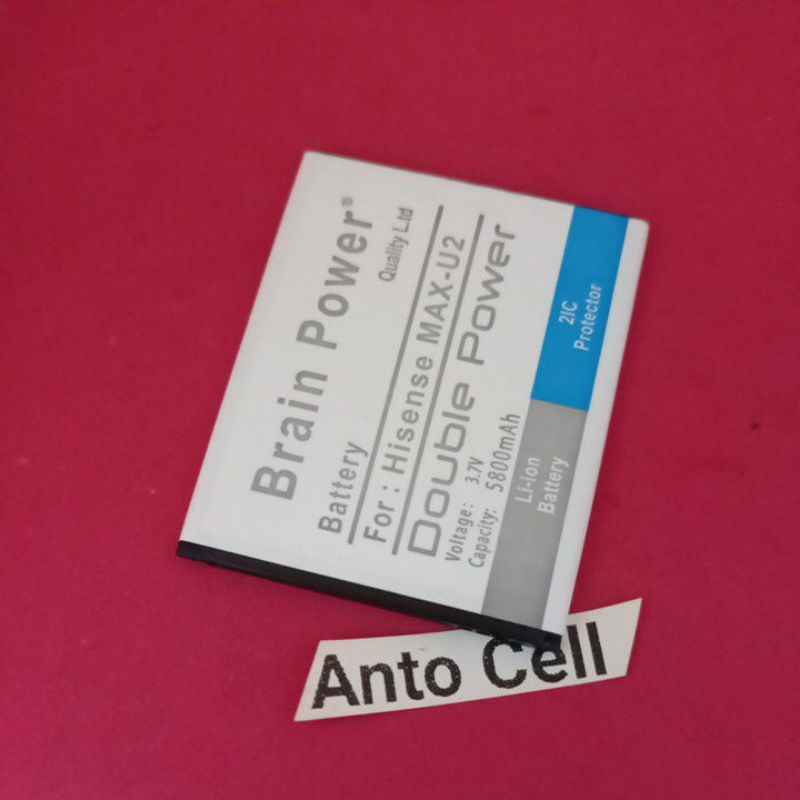 Brain Power®
Quality Ltd
Battery
For : Hisense MAX-U2
Double Power
Voltage: 3.7V
Capacity: 5800mAh
Li-ion
Battery
2IC
Protector
Anto Cell